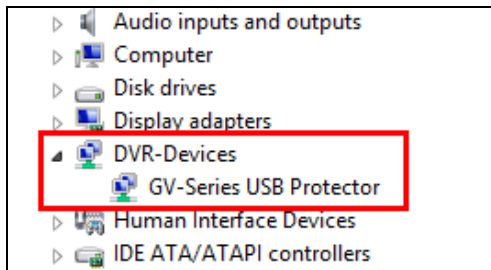 Audio inputs and outputs
Computer
Disk drives
Display adapters
DVR-Devices
GV-Series USB Protector
Human Interface Devices
IDE ATA/ATAPI controllers